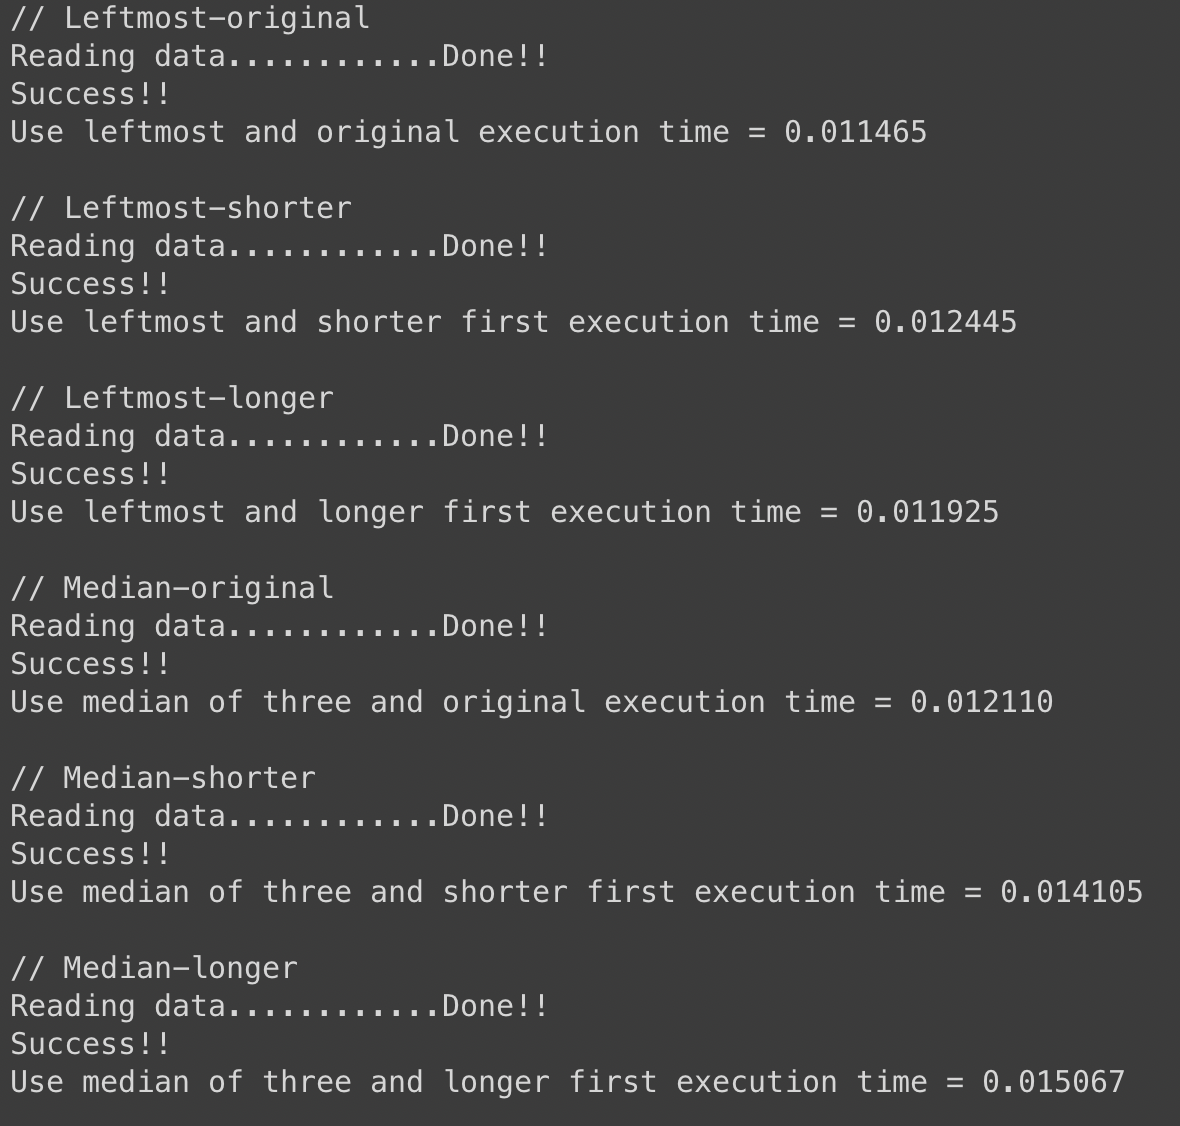 // Leftmost-original
Reading data............Done!!
Success!!
Use leftmost and original execution time = 0.011465
// Leftmost-shorter
Reading data............Done!!
Success!!
Use leftmost and shorter first execution time = 0.012445
// Leftmost-longer
Reading data............Done!!
Success!!
Use leftmost and longer first execution time = 0.011925
// Median-original
Reading data............Done!!
Success!!
Use median of three and original execution time = 0.012110
// Median-shorter
Reading data............Done!!
Success!!
Use median of three and shorter first execution time = 0.014105
// Median-longer
Reading data............Done!!
Success!!
Use median of three and longer first execution time = 0.015067